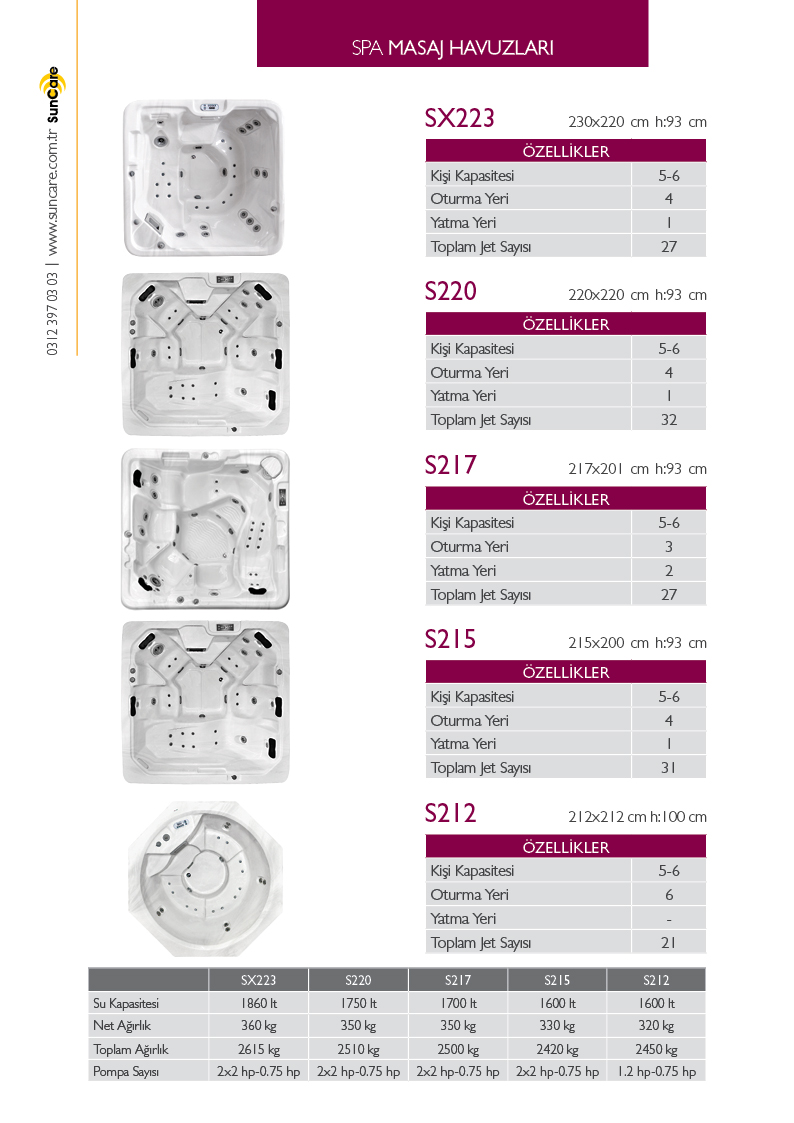 SPA MASAJ HAVUZLARI
SunCare
0312 397 03 03 | www.suncare.com.tr
SX223 230x220 cm h:93 cm
ÖZELLİKLER
Kişi Kapasitesi 5-6
Oturma Yeri 4
Yatma Yeri 1
Toplam Jet Sayısı 27
S220 220x220 cm h:93 cm
ÖZELLİKLER
Kişi Kapasitesi 5-6
Oturma Yeri 4
Yatma Yeri 1
Toplam Jet Sayısı 32
S217 217x201 cm h:93 cm
ÖZELLİKLER
Kişi Kapasitesi 5-6
Oturma Yeri 3
Yatma Yeri 2
Toplam Jet Sayısı 27
S215 215x200 cm h:93 cm
ÖZELLİKLER
Kişi Kapasitesi 5-6
Oturma Yeri 4
Yatma Yeri 1
Toplam Jet Sayısı 31
S212 212x212 cm h:100 cm
ÖZELLİKLER
Kişi Kapasitesi 5-6
Oturma Yeri 6
Yatma Yeri -
Toplam Jet Sayısı 21
SX223 S220 S217 S215 S212
Su Kapasitesi 1860 lt 1750 lt 1700 lt 1600 lt 1600 lt
Net Ağırlık 360 kg 350 kg 350 kg 330 kg 320 kg
Toplam Ağırlık 2615 kg 2510 kg 2500 kg 2420 kg 2450 kg
Pompa Sayısı 2x2 hp-0.75 hp 2x2 hp-0.75 hp 2x2 hp-0.75 hp 2x2 hp-0.75 hp 1.2 hp-0.75 hp